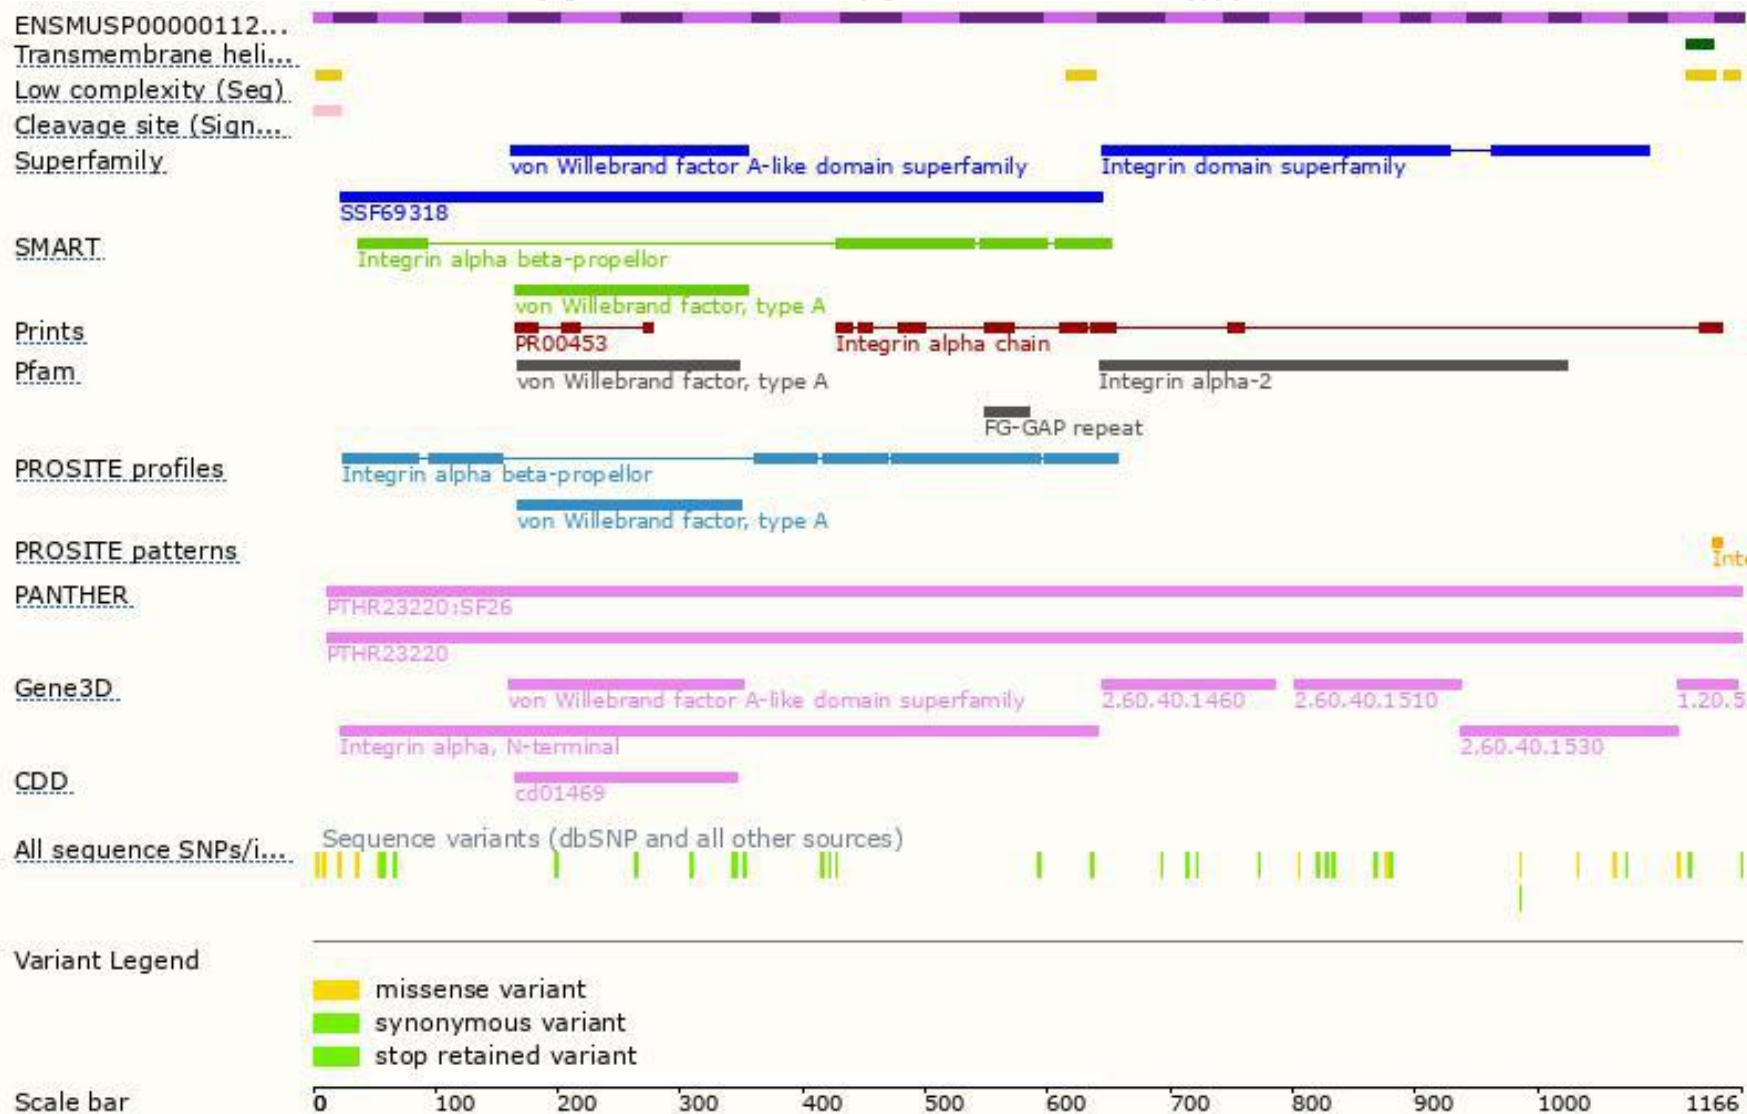 ENSMUSP00000112...
Transmembrane heli...
Low complexity (Seg)
Cleavage site (Sign...
Superfamily
von Willebrand factor A-like domain superfamily Integrin domain superfamily
SSF69318
SMART
Integrin alpha beta-propellor
von Willebrand factor, type A
Prints
PR00453 Integrin alpha chain
Pfam
von Willebrand factor, type A Integrin alpha-2
FG-GAP repeat
PROSITE profiles
Integrin alpha beta-propellor
von Willebrand factor, type A
PROSITE patterns
Inte
PANTHER
PTHR23220:SF26
PTHR23220
Gene3D
von Willebrand factor A-like domain superfamily 2.60.40.1460 2.60.40.1510 1.20.5
Integrin alpha, N-terminal 2.60.40.1530
CDD
cd01469
Sequence variants (dbSNP and all other sources)
All sequence SNPs/i...
Variant Legend
missense variant
synonymous variant
stop retained variant
Scale bar 0 100 200 300 400 500 600 700 800 900 1000 1166